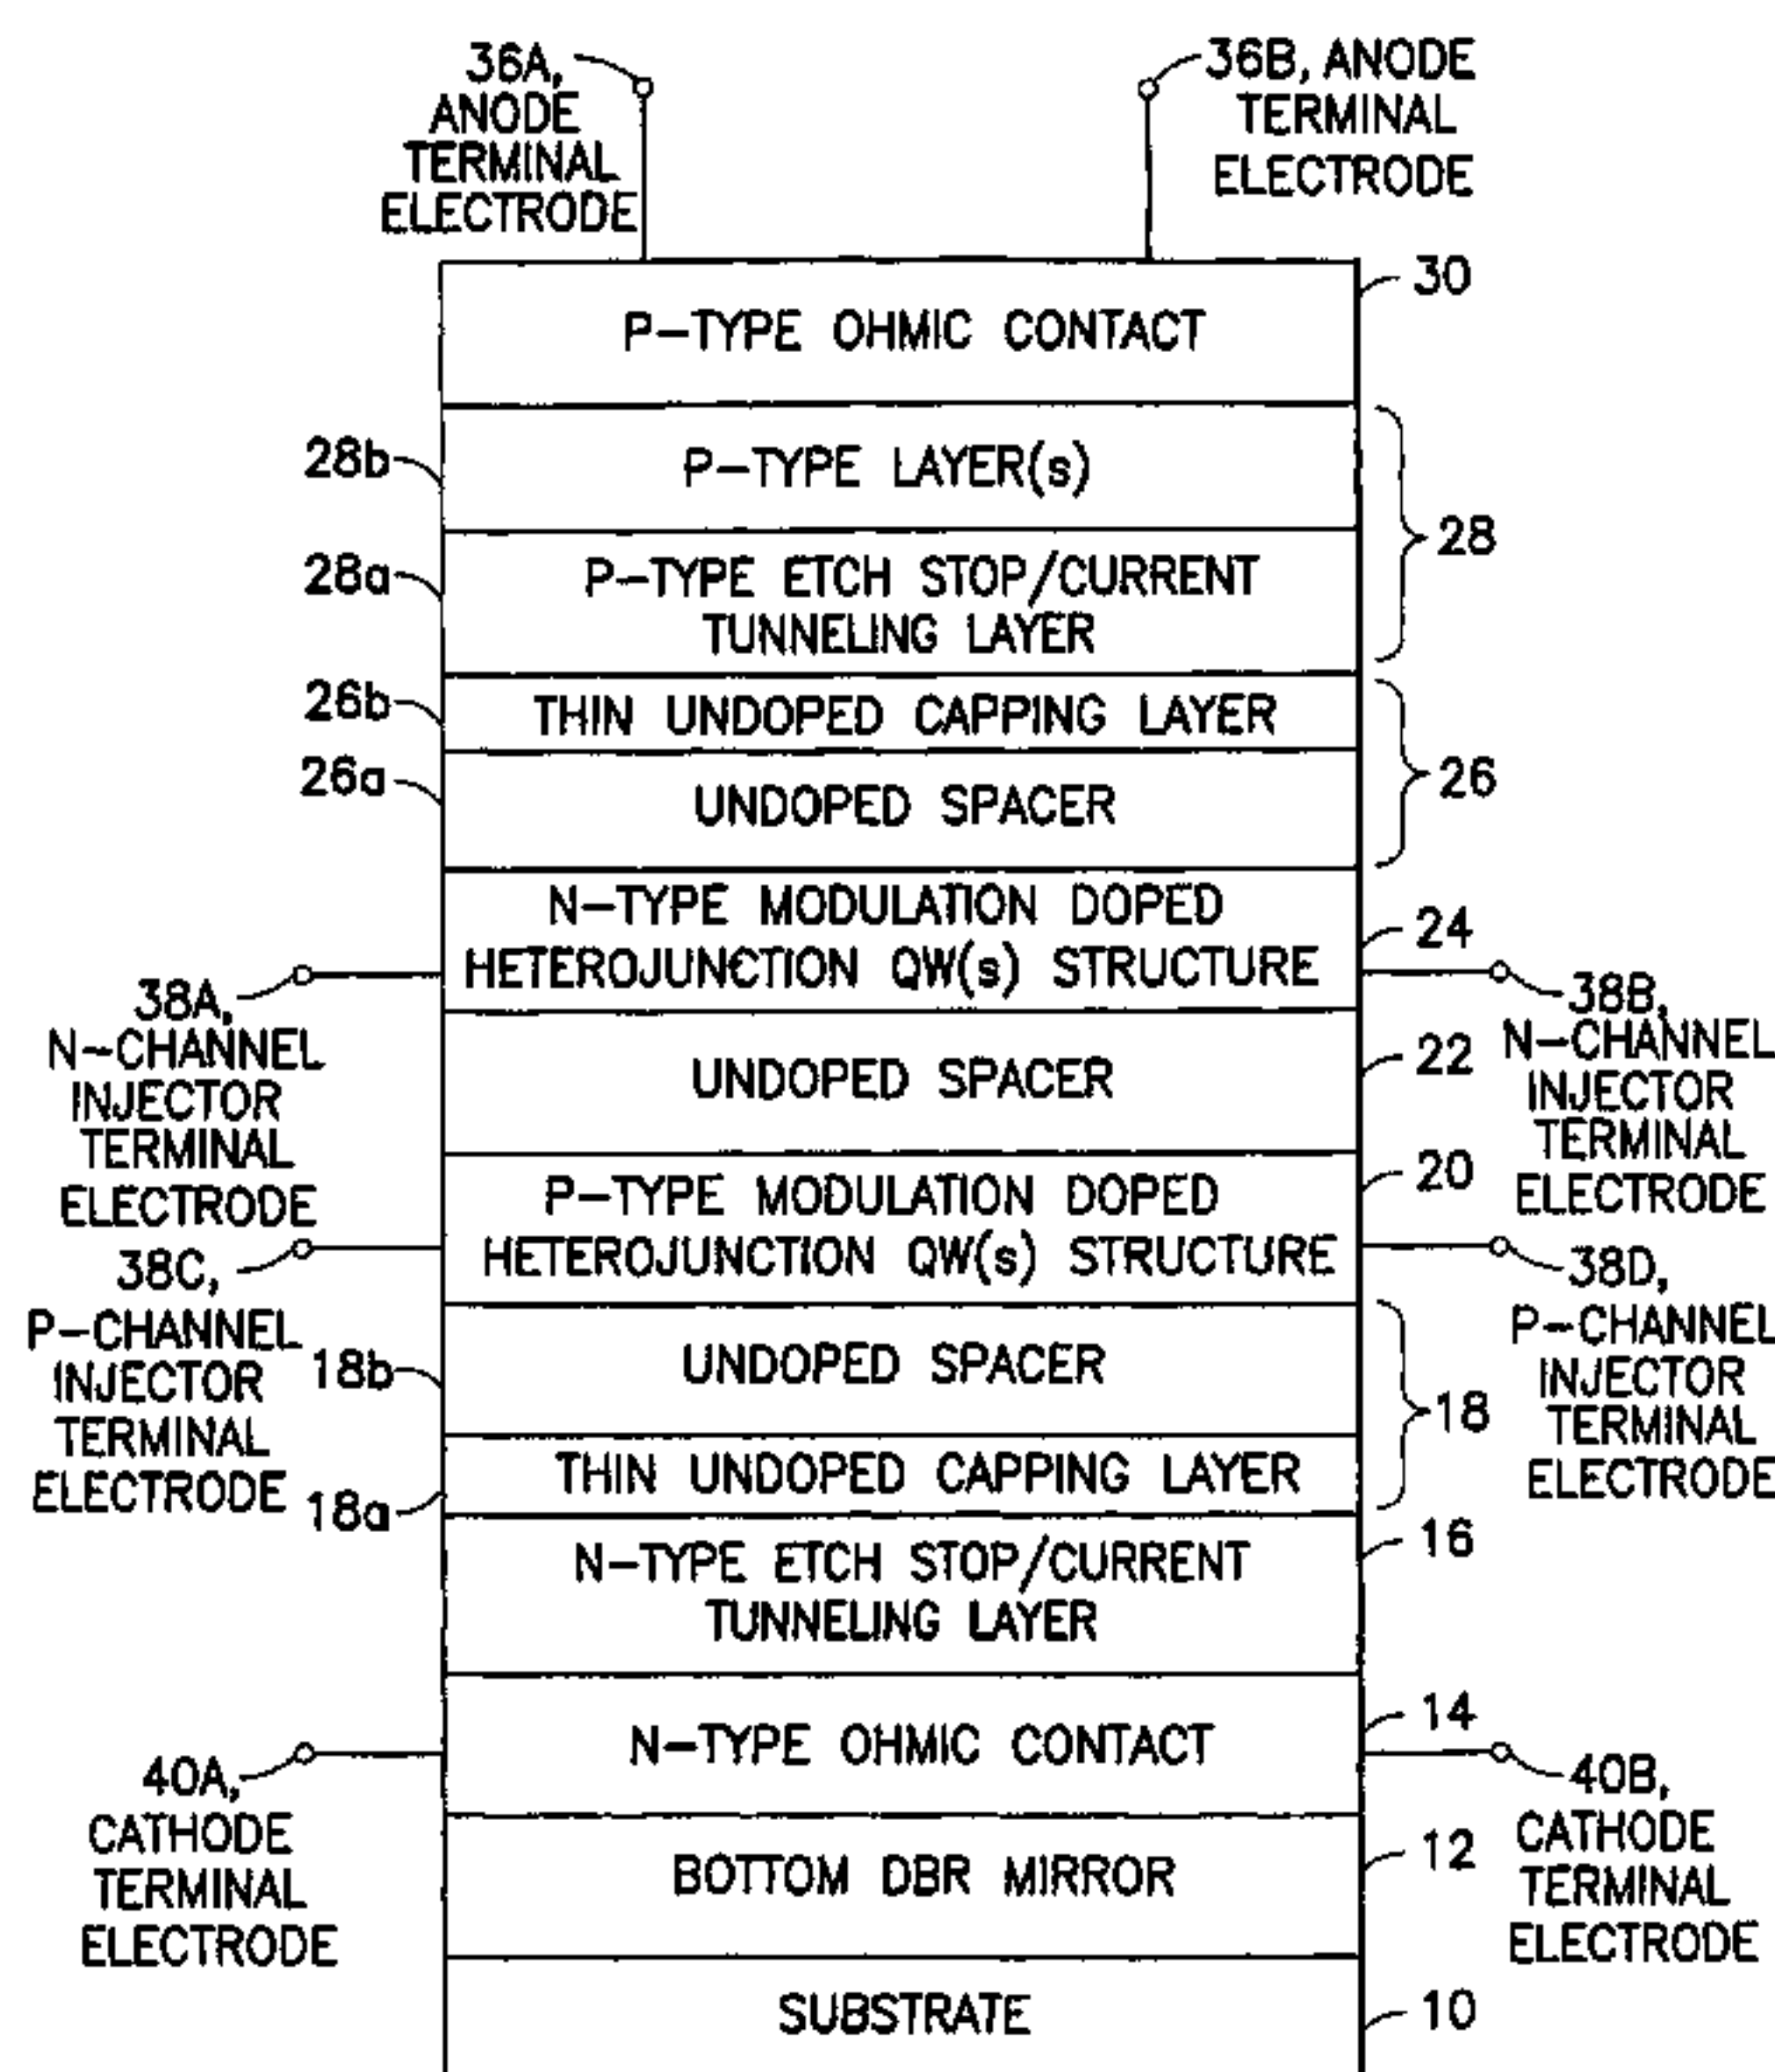 36A,
ANODE
TERMINAL
ELECTRODE
36B, ANODE
TERMINAL
ELECTRODE
30
P-TYPE OHMIC CONTACT
28b
P-TYPE LAYER(s)
28
28a
P-TYPE ETCH STOP/CURRENT
TUNNELING LAYER
26b
THIN UNDOPED CAPPING LAYER
26
26a
UNDOPED SPACER
N-TYPE MODULATION DOPED
HETEROJUNCTION QW(s) STRUCTURE
24
38A,
N-CHANNEL
INJECTOR
TERMINAL
ELECTRODE
38B,
N-CHANNEL
INJECTOR
TERMINAL
ELECTRODE
UNDOPED SPACER
22
P-TYPE MODULATION DOPED
HETEROJUNCTION QW(s) STRUCTURE
20
38C,
P-CHANNEL
INJECTOR
TERMINAL
ELECTRODE
38D,
P-CHANNEL
INJECTOR
TERMINAL
ELECTRODE
18b
UNDOPED SPACER
18
18a
THIN UNDOPED CAPPING LAYER
N-TYPE ETCH STOP/CURRENT
TUNNELING LAYER
16
N-TYPE OHMIC CONTACT
14
40A,
CATHODE
TERMINAL
ELECTRODE
40B,
CATHODE
TERMINAL
ELECTRODE
BOTTOM DBR MIRROR
12
SUBSTRATE
10